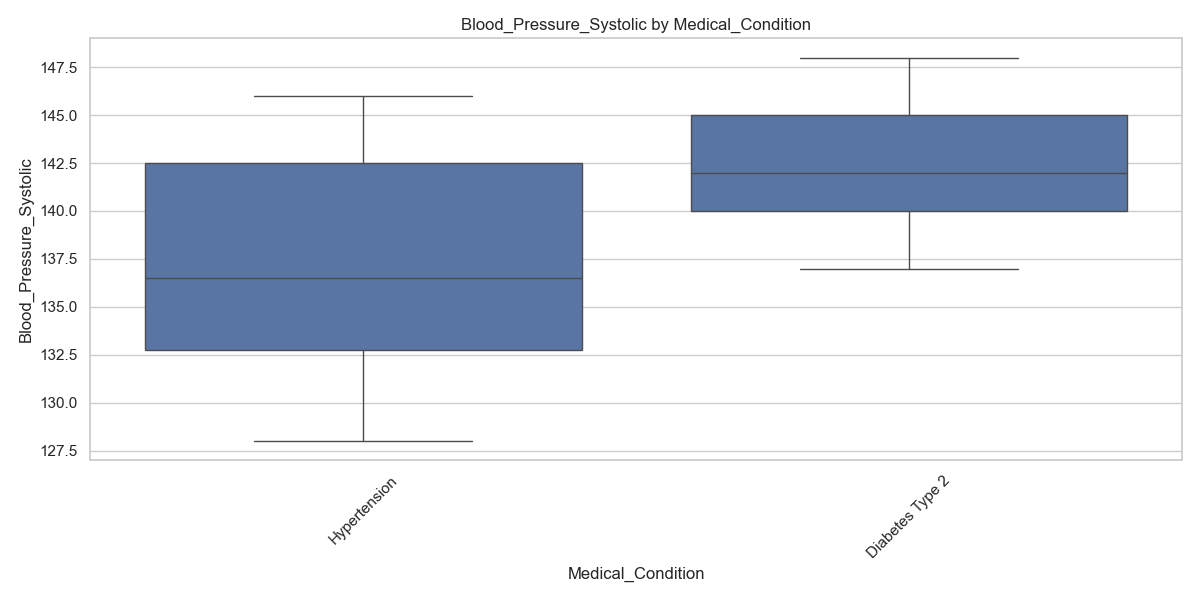 Blood_Pressure_Systolic by Medical_Condition
Blood_Pressure_Systolic
147.5
145.0
142.5
140.0
137.5
135.0
132.5
130.0
127.5
Hypertension
Diabetes Type 2
Medical_Condition